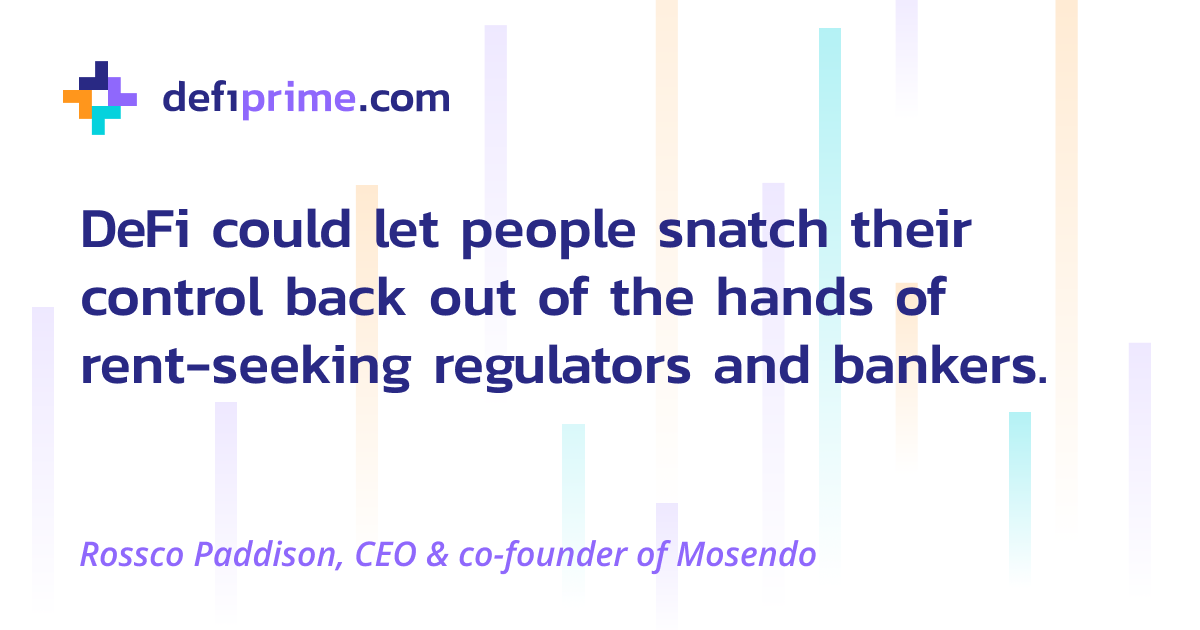 defiprime.com
DeFi could let people snatch their
control back out of the hands of
rent-seeking regulators and bankers.
Rossco Paddison, CEO & co-founder of Mosendo